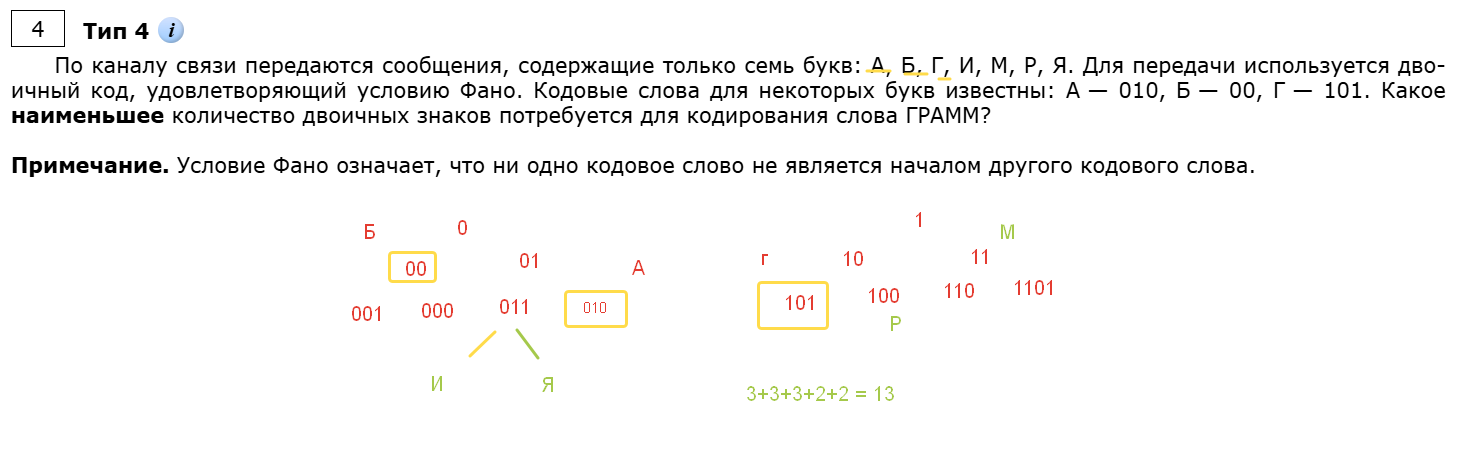 4 Тип 4 i
По каналу связи передаются сообщения, содержащие только семь букв: А, Б, Г, И, М, Р, Я. Для передачи используется дво-
ичный код, удовлетворяющий условию Фано. Кодовые слова для некоторых букв известны: А — 010, Б — 00, Г — 101. Какое
наименьшее количество двоичных знаков потребуется для кодирования слова ГРАММ?
Примечание. Условие Фано означает, что ни одно кодовое слово не является началом другого кодового слова.
Б 0 1 М
00 01 А г 10 11
001 000 011 010 101 100 110 1101
Р
И Я
3+3+3+2+2 = 13